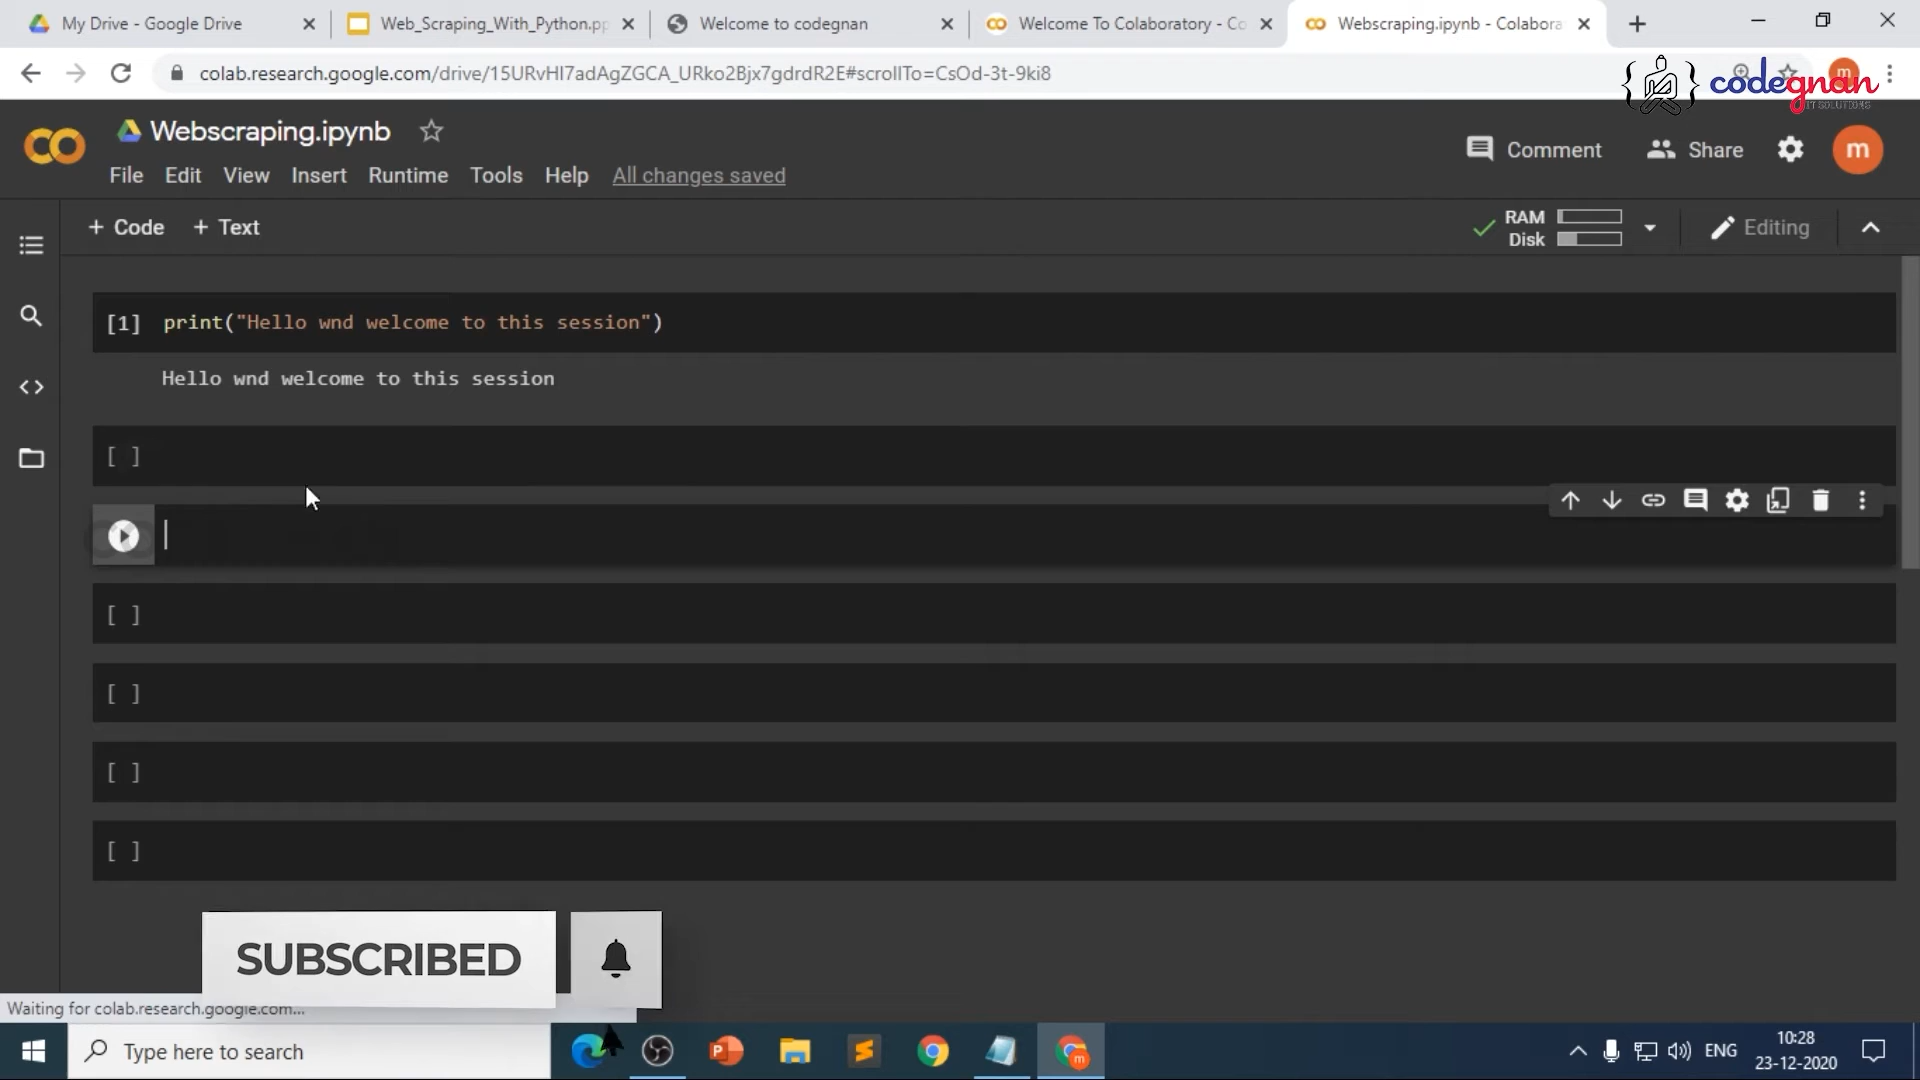 My Drive - Google Drive
Web_Scraping_With_Python.pp
Welcome to codegnan
Welcome To Colaboratory - Co
Webscraping.ipynb - Colabora
colab.research.google.com/drive/15URvHI7adAgZGCA_URko2Bjx7gdrdR2E#scrollTo=CsOd-3t-9ki8
codegnan
IT SOLUTIONS
Webscraping.ipynb
Comment
Share
m
File Edit View Insert Runtime Tools Help All changes saved
+ Code + Text
RAM
Disk
Editing
[1] print("Hello wnd welcome to this session")
Hello wnd welcome to this session
[ ]
[ ]
[ ]
[ ]
[ ]
SUBSCRIBED
Waiting for colab.research.google.com...
Type here to search
ENG
10:28
23-12-2020